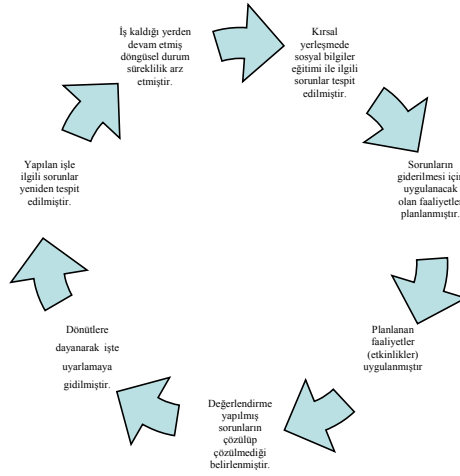 İş kaldığı yerden
devam etmiş
döngüsel durum
süreklilik arz
etmiştir.
Kırsal
yerleşmede
sosyal bilgiler
eğitimi ile ilgili
sorunlar tespit
edilmiştir.
Sorunların
giderilmesi için
uygulanacak
olan faaliyetler
planlanmıştır.
Planlanan
faaliyetler
(etkinlikler)
uygulanmıştır
Değerlendirme
yapılmış
sorunların
çözülüp
çözülmediği
belirlenmiştir.
Dönütlere
dayanarak işte
uyarlamaya
gidilmiştir.
Yapılan işle
ilgili sorunlar
yeniden tespit
edilmiştir.